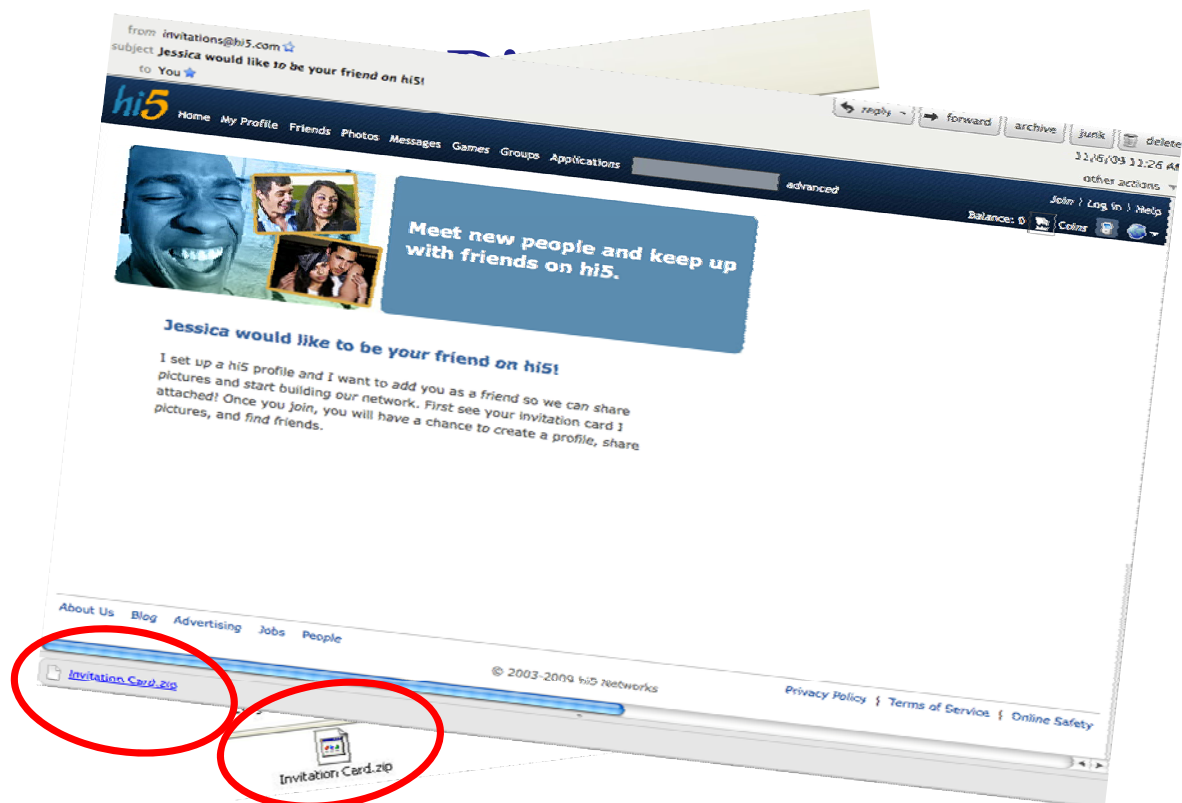 from invitations@hi5.com
subject Jessica would like to be your friend on hi5!
to You
reply forward archive junk delete
other actions
hi5 Home My Profile Friends Photos Messages Games Groups Applications advanced
Join | Log in | Help
Balance: 0 Coins
Meet new people and keep up
with friends on hi5.
Jessica would like to be your friend on hi5!
I set up a hi5 profile and I want to add you as a friend so we can share
pictures and start building our network. First see your invitation card I
attached! Once you join, you will have a chance to create a profile, share
pictures, and find friends.
About Us Blog Advertising Jobs People
© 2003-2009 hi5 Networks
Privacy Policy | Terms of Service | Online Safety
Invitation Card.zip
Invitation Card.zip